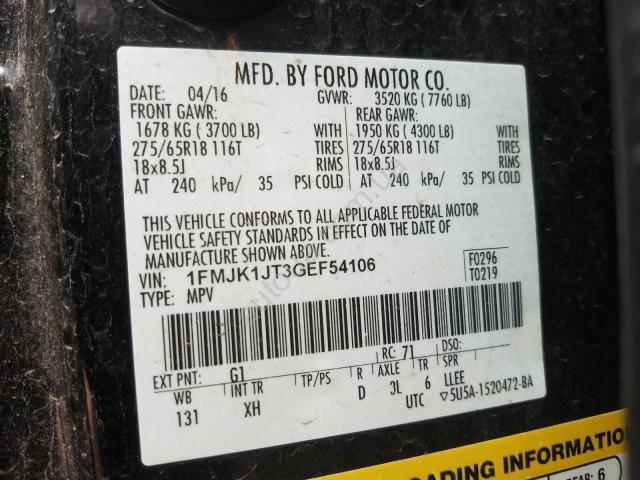 MFD. BY FORD MOTOR CO.
DATE: 04/16 GVWR: 3520 KG ( 7760 LB)
FRONT GAWR: REAR GAWR:
1678 KG ( 3700 LB) WITH 1950 KG ( 4300 LB) WITH
275/65R18 116T TIRES 275/65R18 116T TIRES
18x8.5J RIMS 18x8.5J RIMS
AT 240 kPa/ 35 PSI COLD AT 240 kPa/ 35 PSI COLD
THIS VEHICLE CONFORMS TO ALL APPLICABLE FEDERAL MOTOR
VEHICLE SAFETY STANDARDS IN EFFECT ON THE DATE OF
MANUFACTURE SHOWN ABOVE.
VIN: 1FMJK1JT3GEF54106 F0296
TYPE: MPV T0219
EXT PNT: G1 RC: 71 DSO:
WB INT TR TP/PS R AXLE TR SPR
131 XH D 3L 6 LLEE
UTC ▽5U5A-1520472-BA
OADING INFORMATION
6